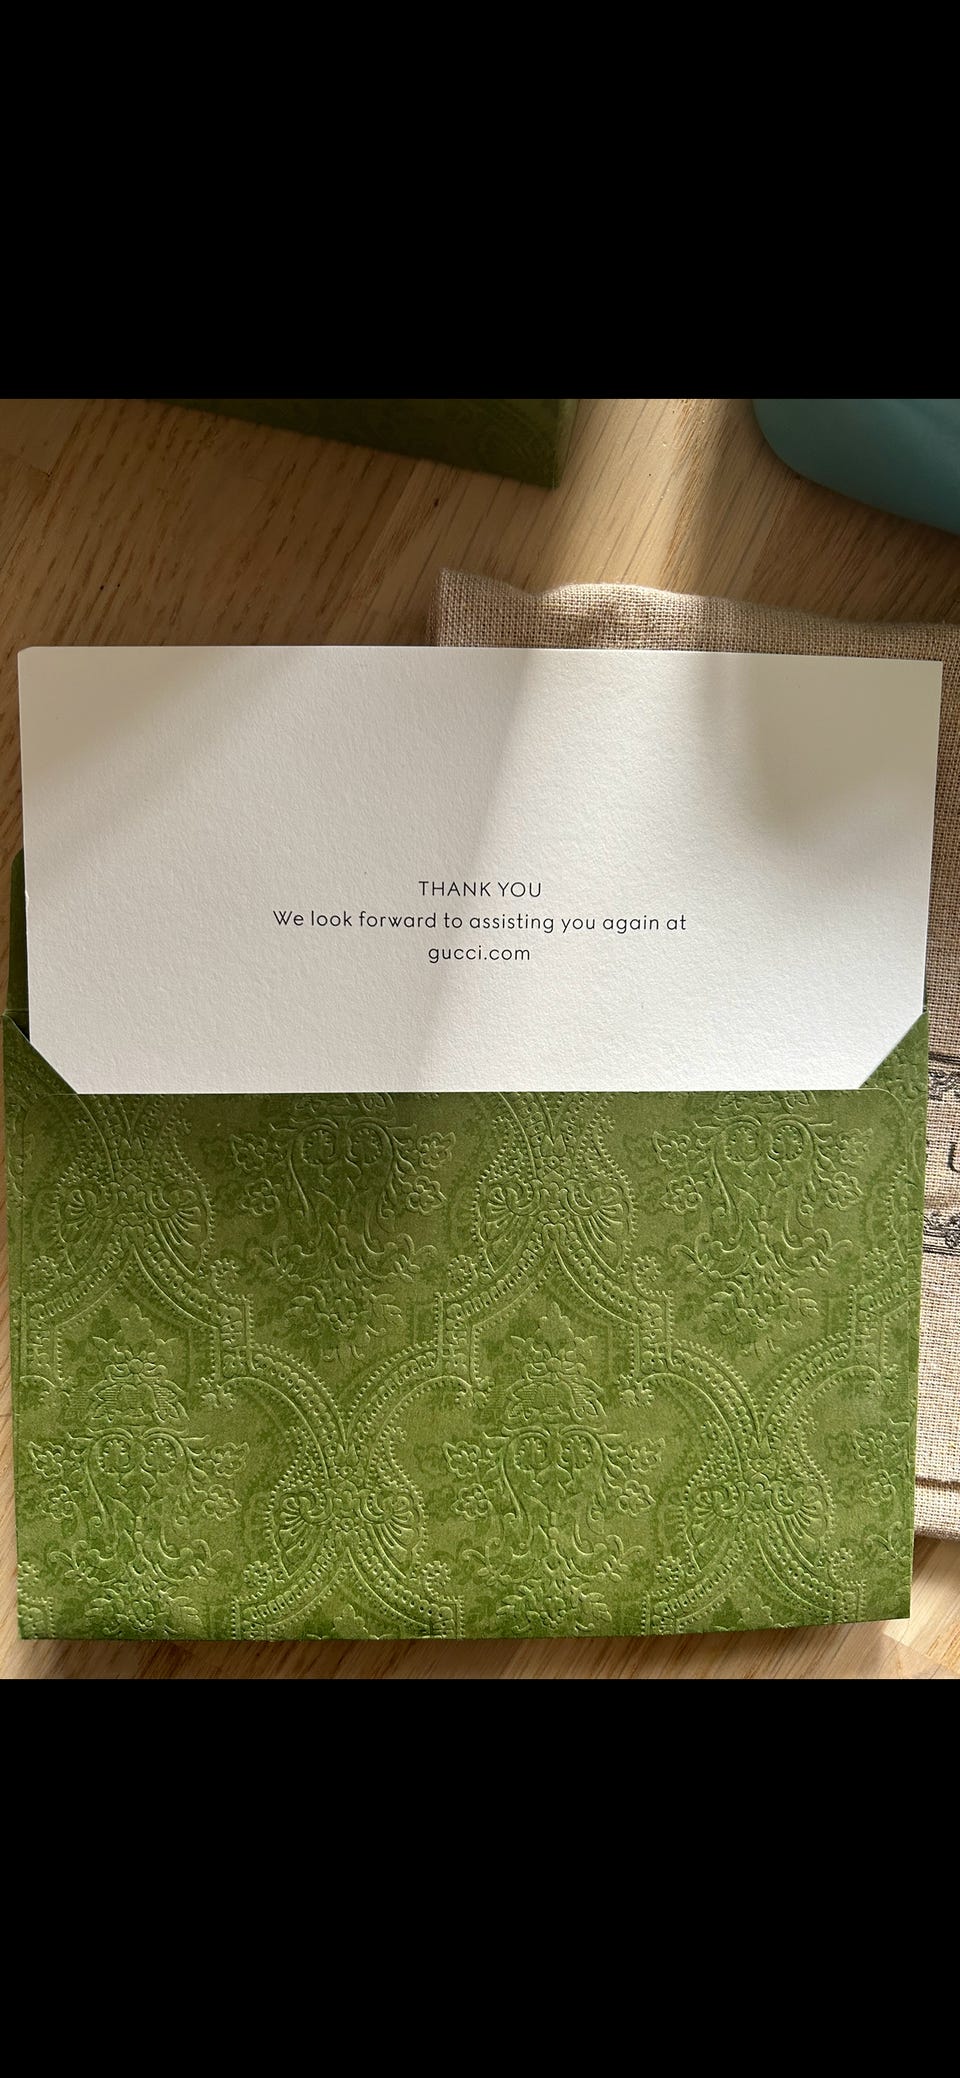 THANK YOU
We look forward to assisting you again at
gucci.com